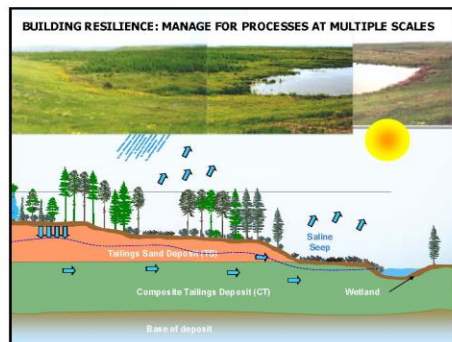 BUILDING RESILIENCE: MANAGE FOR PROCESSES AT MULTIPLE SCALES
Saline
Seep
Tailings Sand Deposit (TS)
Composite Tailings Deposit (CT)
Wetland
Base of deposit